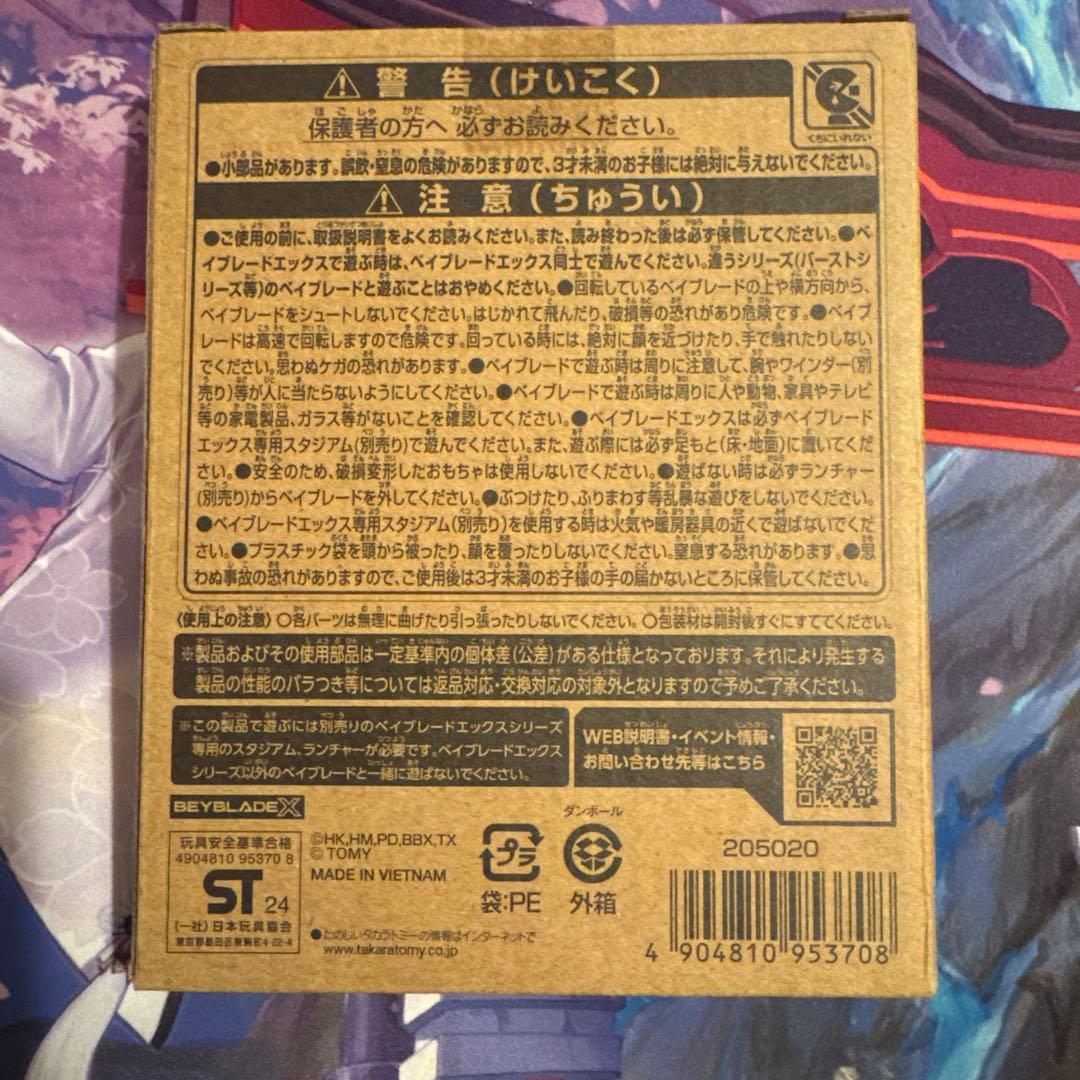 ⚠ 警告(けいこく)
くちにいれない
保護者の方へ 必ずお読みください。
●小部品があります。誤飲・窒息の危険がありますので、3才未満のお子様には絶対に与えないでください。
⚠ 注意(ちゅうい)
●ご使用の前に、取扱説明書をよくお読みください。また、読み終わった後は必ず保管してください。●ベ
イブレードエックスで遊ぶ時は、ベイブレードエックス同士で遊んでください。違うシリーズ(バーストシ
リーズ等)のベイブレードと遊ぶことはおやめください。●回転しているベイブレードの上や横方向から、
ベイブレードをシュートしないでください。はじかれて飛んだり、破損等の恐れがあり危険です。●ベイブ
レードは高速で回転しますので危険です。回っている時には、絶対に顔を近づけたり、手で触れたりしない
でください。思わぬケガの恐れがあります。●ベイブレードで遊ぶ時は周りに注意して、腕やワインダー(別
売り)等が人に当たらないようにしてください。●ベイブレードで遊ぶ時は周りに人や動物、家具やテレビ
等の家電製品、ガラス等がないことを確認してください。●ベイブレードエックスは必ずベイブレード
エックス専用スタジアム(別売り)で遊んでください。また、遊ぶ際には必ず足もと(床・地面)に置いてくだ
さい。●安全のため、破損変形したおもちゃは使用しないでください。●遊ばない時は必ずランチャー
(別売り)からベイブレードを外してください。●ぶつけたり、ふりまわす等乱暴な遊びをしないでください。
●ベイブレードエックス専用スタジアム(別売り)を使用する時は火気や暖房器具の近くで遊ばないでくだ
さい。●プラスチック袋を頭から被ったり、顔を覆ったりしないでください。窒息する恐れがあります。●思
わぬ事故の恐れがありますので、ご使用後は3才未満のお子様の手の届かないところに保管してください。
〈使用上の注意〉○各パーツは無理に曲げたり引っ張ったりしないでください。○包装材は開封後すぐにすててください。
※製品およびその使用部品は一定基準内の個体差(公差)がある仕様となっております。それにより発生する
製品の性能のバラつき等については返品対応・交換対応の対象外となりますので予めご了承ください。
※この製品で遊ぶには別売りのベイブレードエックスシリーズ
専用のスタジアム、ランチャーが必要です。ベイブレードエックス
シリーズ以外のベイブレードと一緒に遊ばないでください。
WEB説明書・イベント情報・
お問い合わせ先等はこちら
BEYBLADE X
玩具安全基準合格
4904810 95370 8
ST 24
(一社)日本玩具協会
東京都墨田区東駒形4-22-4
©HK,HM,PD,BBX,TX
© TOMY
MADE IN VIETNAM
●たのしいタカラトミーの情報はインターネットで
www.takaratomy.co.jp
プラ
袋:PE
ダンボール
外箱
205020
4 904810 953708